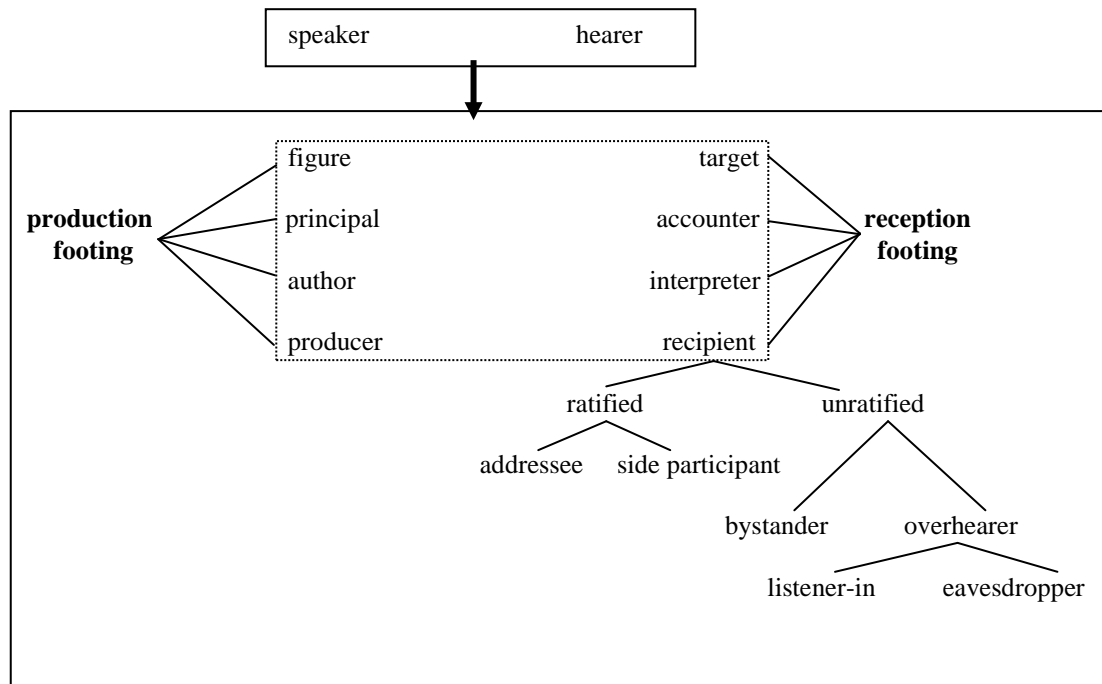 speaker hearer
figure target
production footing
principal accounter
reception footing
author interpreter
producer recipient
ratified unratified
addressee side participant
bystander overhearer
listener-in eavesdropper